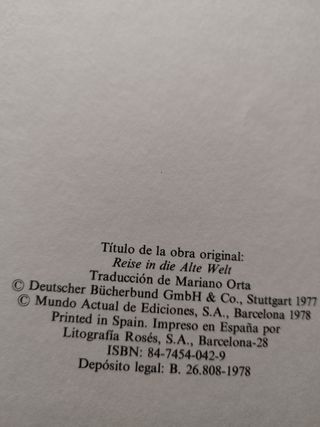 Título de la obra original:
Reise in die Alte Welt
Traducción de Mariano Orta
© Deutscher Bücherbund GmbH & Co., Stuttgart 1977
© Mundo Actual de Ediciones, S.A., Barcelona 1978
Printed in Spain. Impreso en España por
Litografía Rosés, S.A., Barcelona-28
ISBN: 84-7454-042-9
Depósito legal: B. 26.808-1978